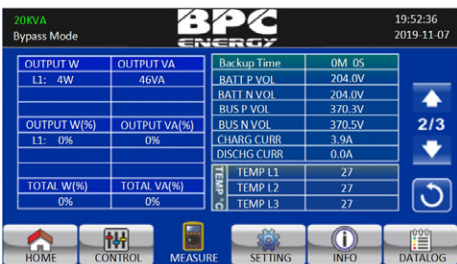 20KVA
Bypass Mode
BPC
ENERGY
19:52:36
2019-11-07
OUTPUT W OUTPUT VA
L1: 4W 46VA
OUTPUT W(%) OUTPUT VA(%)
L1: 0% 0%
TOTAL W(%) TOTAL VA(%)
0% 0%
Backup Time 0M 0S
BATT P VOL 204.0V
BATT N VOL 204.0V
BUS P VOL 370.3V
BUS N VOL 370.5V
CHARG CURR 3.9A
DISCHG CURR 0.0A
TEMP °C
TEMP L1 27
TEMP L2 27
TEMP L3 27
2/3
HOME CONTROL MEASURE SETTING INFO DATALOG